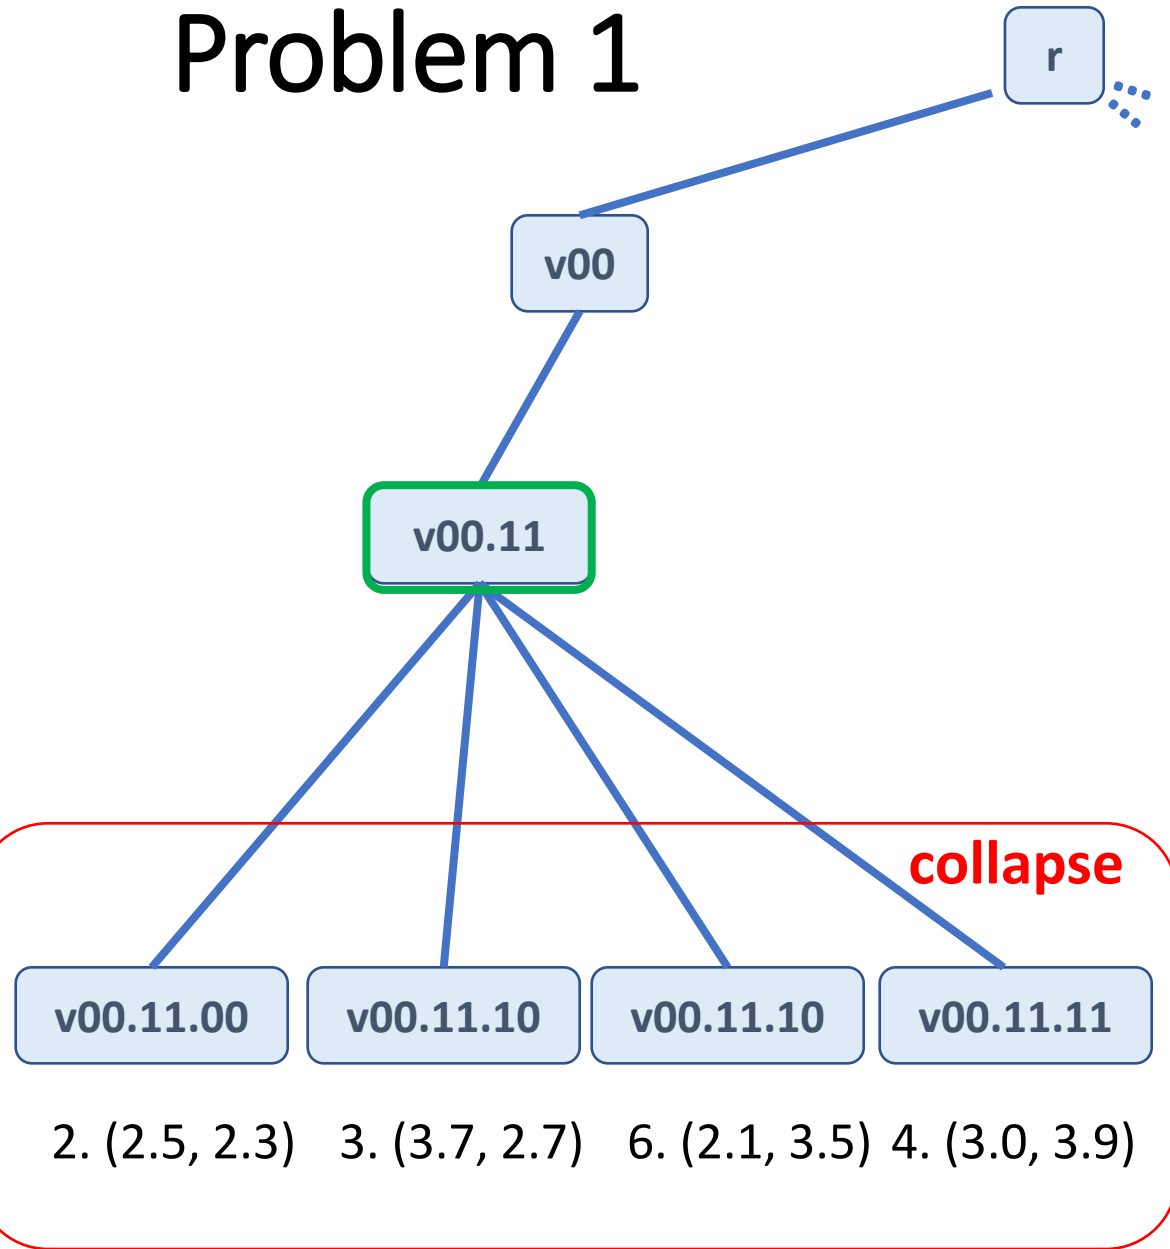 Problem 1
r
v00
v00.11
collapse
v00.11.00 v00.11.10 v00.11.10 v00.11.11
2. (2.5, 2.3) 3. (3.7, 2.7) 6. (2.1, 3.5) 4. (3.0, 3.9)